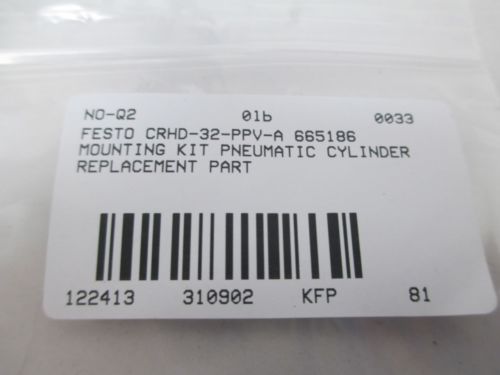 NO-Q2 01b 0033
FESTO CRHD-32-PPV-A 665186
MOUNTING KIT PNEUMATIC CYLINDER
REPLACEMENT PART
122413 310902 KFP 81